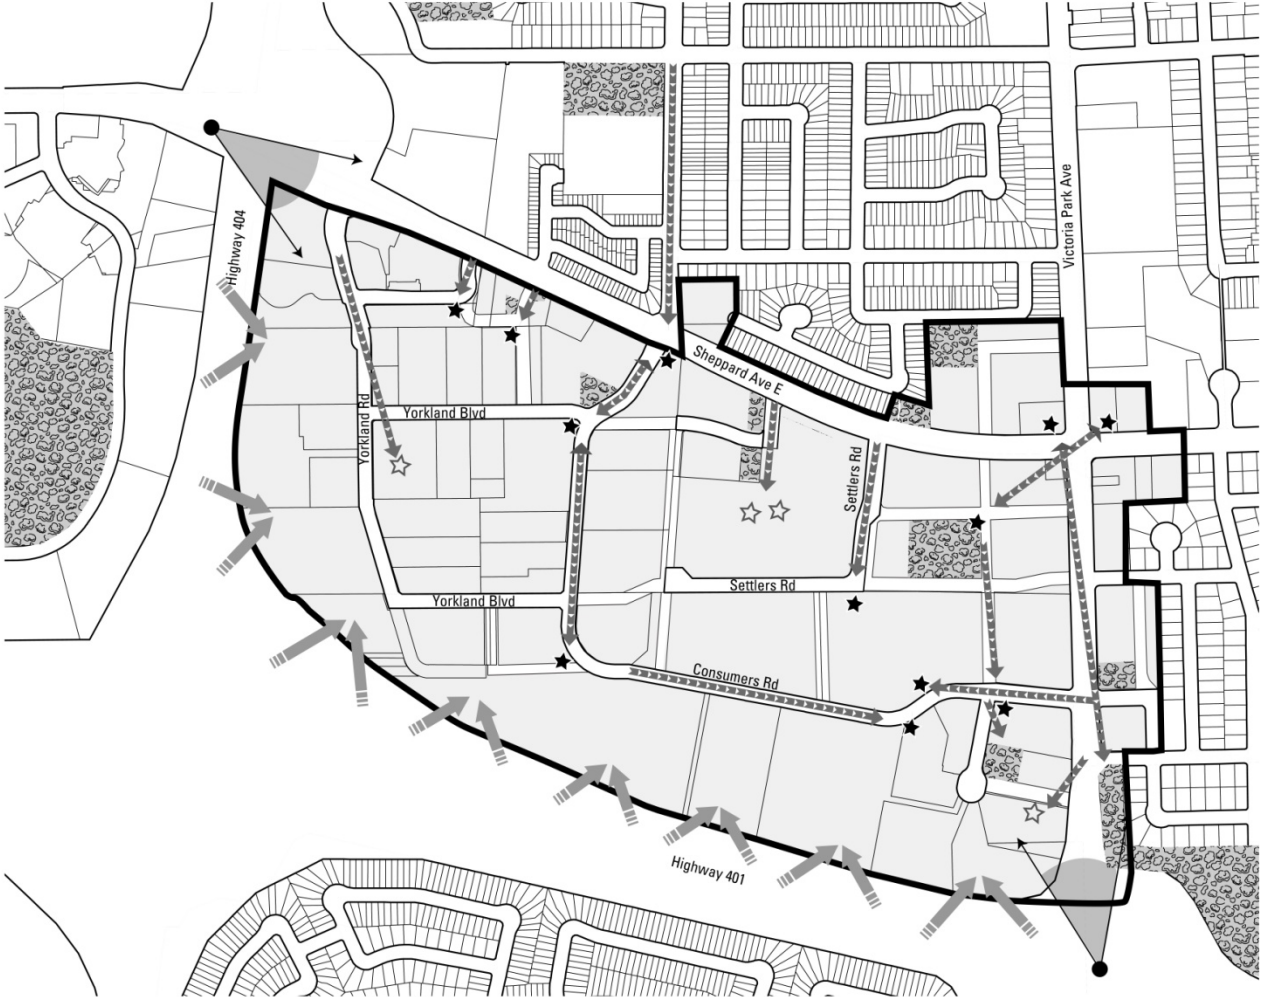 Highway 404
Victoria Park Ave
Sheppard Ave E
Yorkland Blvd
Yorkland Rd
Settlers Rd
Settlers Rd
Yorkland Blvd
Consumers Rd
Highway 401